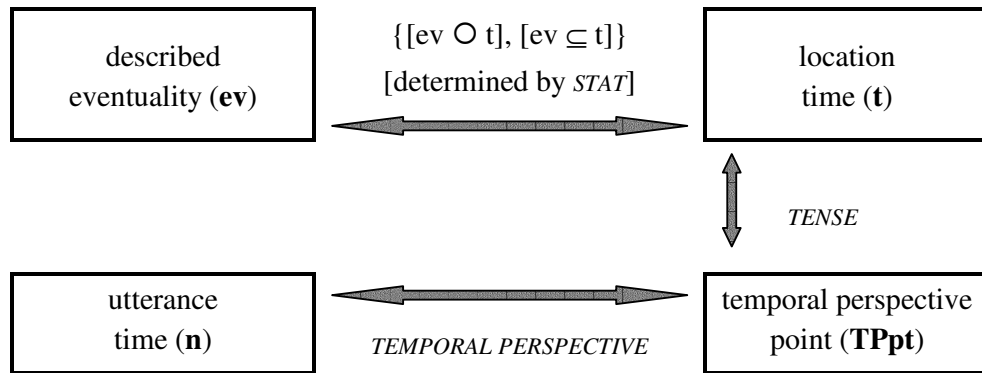 described
eventuality (ev)
{[ev ○ t], [ev ⊆ t]}
[determined by STAT]
location
time (t)
TENSE
utterance
time (n)
TEMPORAL PERSPECTIVE
temporal perspective
point (TPpt)